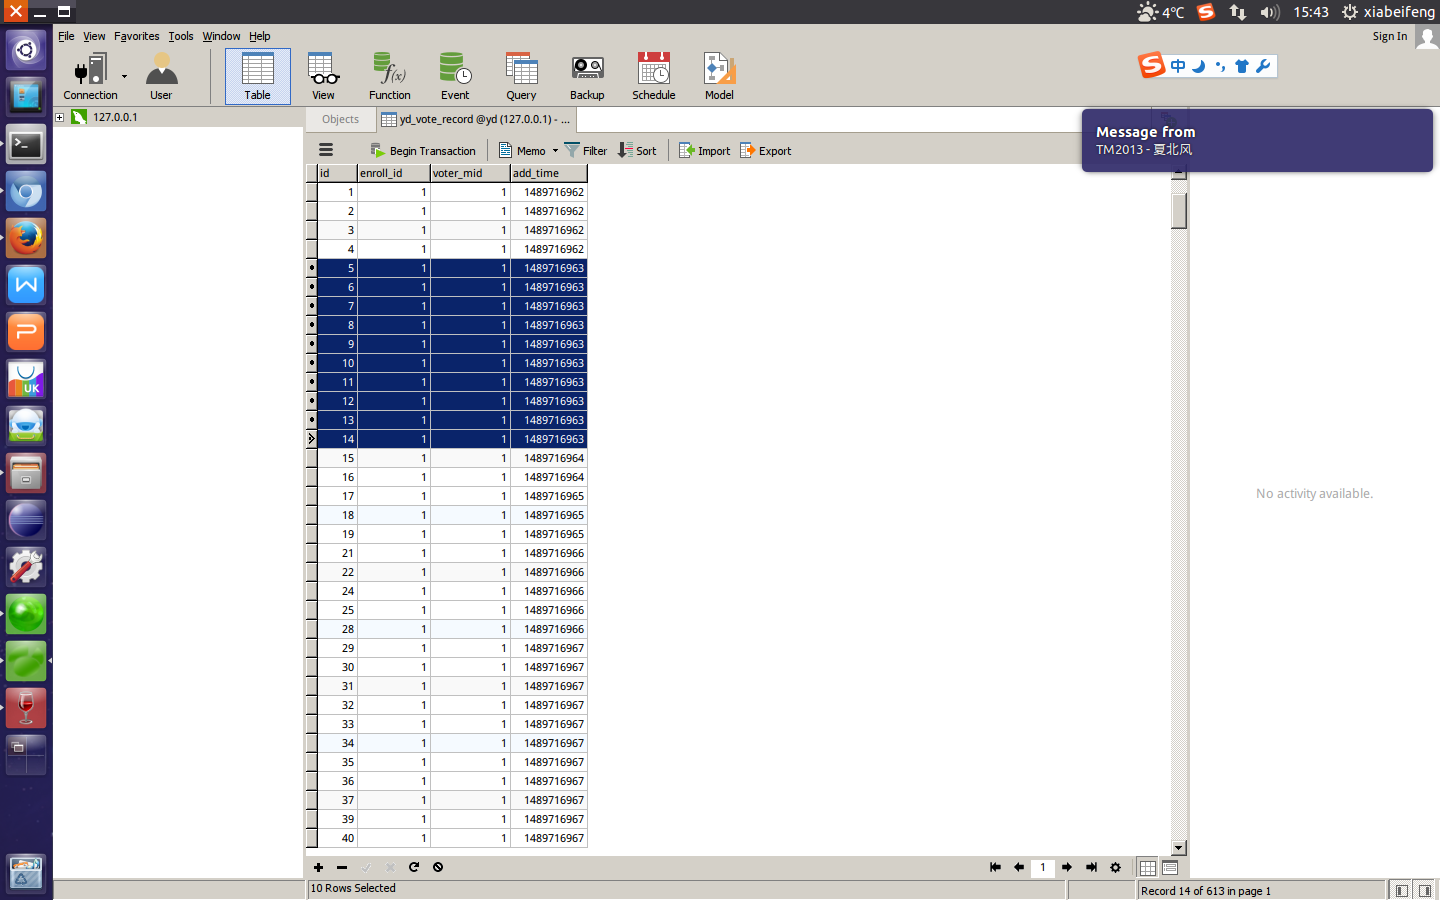 4°C 15:43 xiabeifeng
File View Favorites Tools Window Help Sign In
Connection User Table View Function Event Query Backup Schedule Model
中
127.0.0.1
Objects yd_vote_record @yd (127.0.0.1) - ...
Message from
TM2013 - 夏北风
Begin Transaction Memo Filter Sort Import Export
id enroll_id voter_mid add_time
1 1 1 1489716962
2 1 1 1489716962
3 1 1 1489716962
4 1 1 1489716962
5 1 1 1489716963
6 1 1 1489716963
7 1 1 1489716963
8 1 1 1489716963
9 1 1 1489716963
10 1 1 1489716963
11 1 1 1489716963
12 1 1 1489716963
13 1 1 1489716963
14 1 1 1489716963
15 1 1 1489716964
16 1 1 1489716964
17 1 1 1489716965
18 1 1 1489716965
19 1 1 1489716965
21 1 1 1489716966
22 1 1 1489716966
24 1 1 1489716966
25 1 1 1489716966
28 1 1 1489716966
29 1 1 1489716967
30 1 1 1489716967
31 1 1 1489716967
32 1 1 1489716967
33 1 1 1489716967
34 1 1 1489716967
35 1 1 1489716967
36 1 1 1489716967
37 1 1 1489716967
39 1 1 1489716967
40 1 1 1489716967
No activity available.
UK
1
10 Rows Selected
Record 14 of 613 in page 1